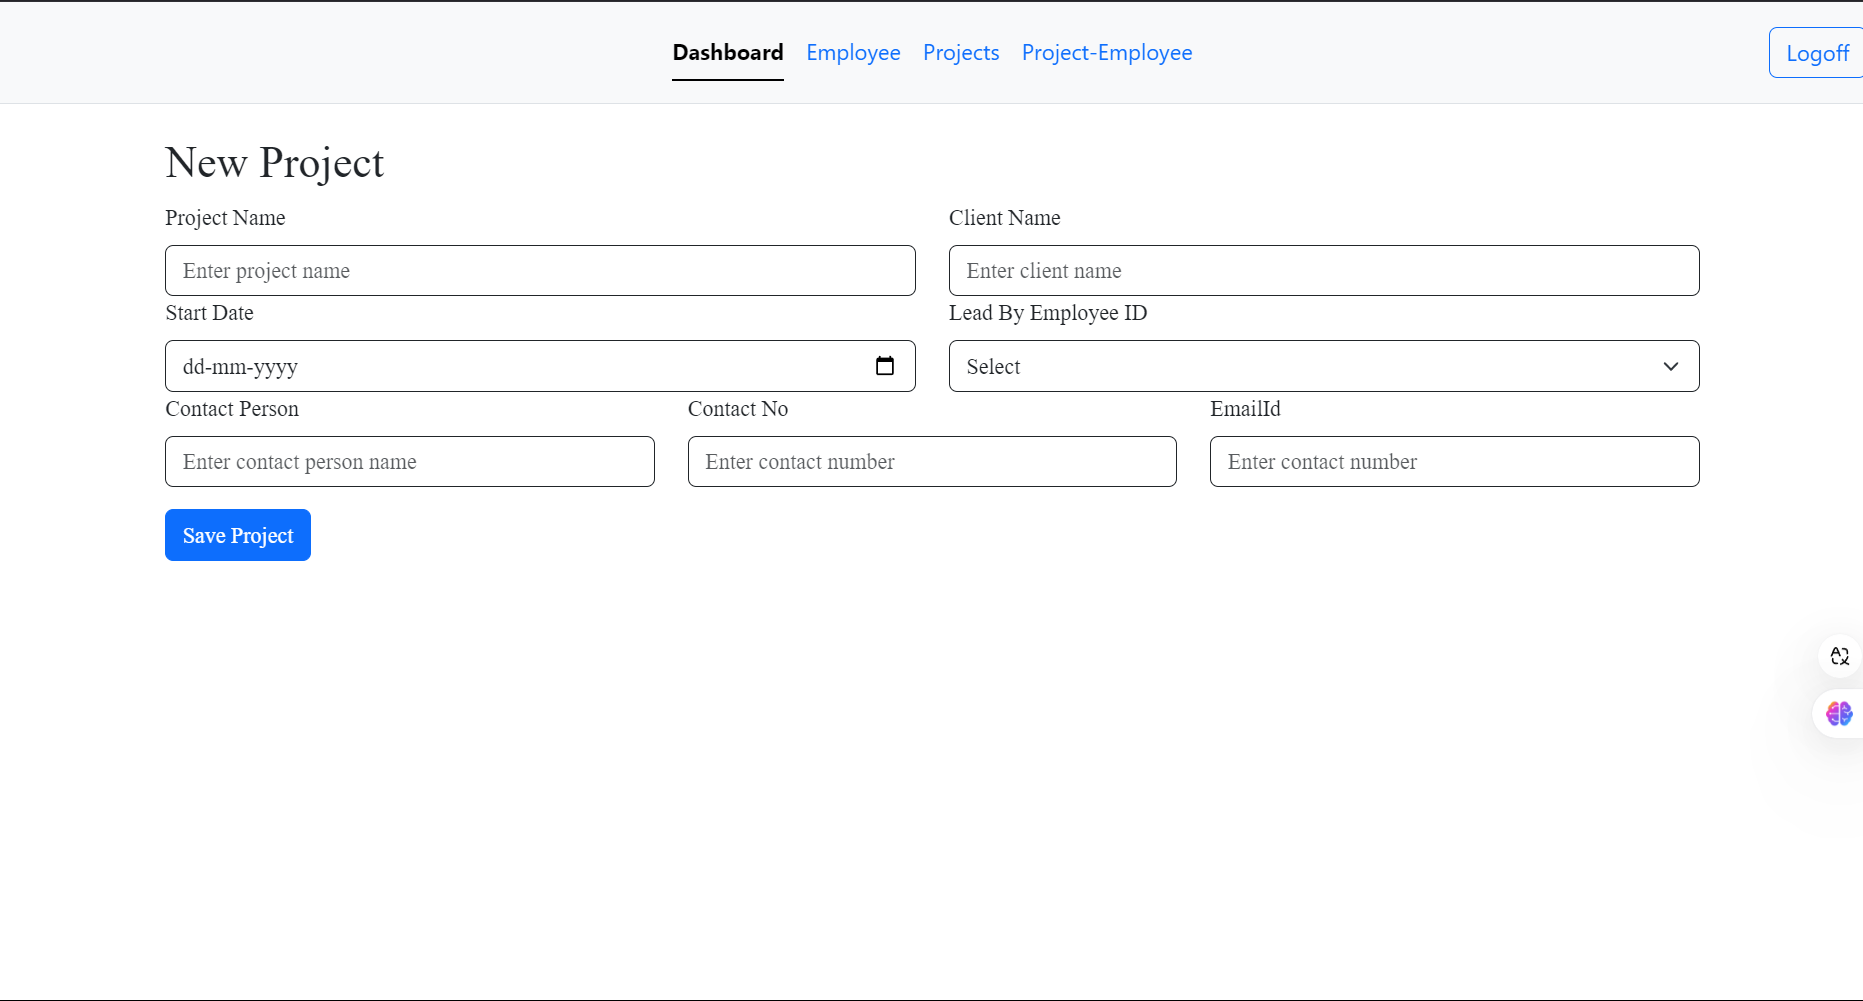 Dashboard Employee Projects Project-Employee Logoff
New Project
Project Name Client Name
Enter project name Enter client name
Start Date Lead By Employee ID
dd-mm-yyyy Select
Contact Person Contact No EmailId
Enter contact person name Enter contact number Enter contact number
Save Project